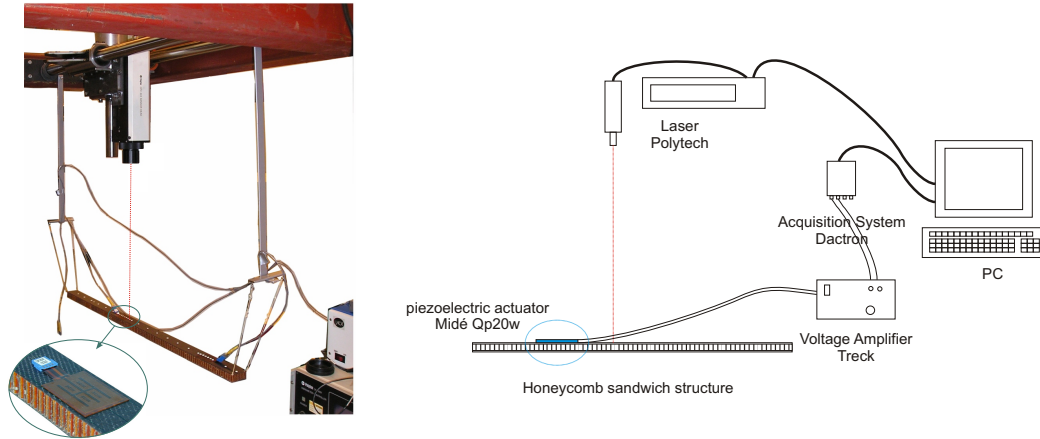 Laser
Polytech
Acquisition System
Dactron
PC
piezoelectric actuator
Midé Qp20w
Voltage Amplifier
Treck
Honeycomb sandwich structure